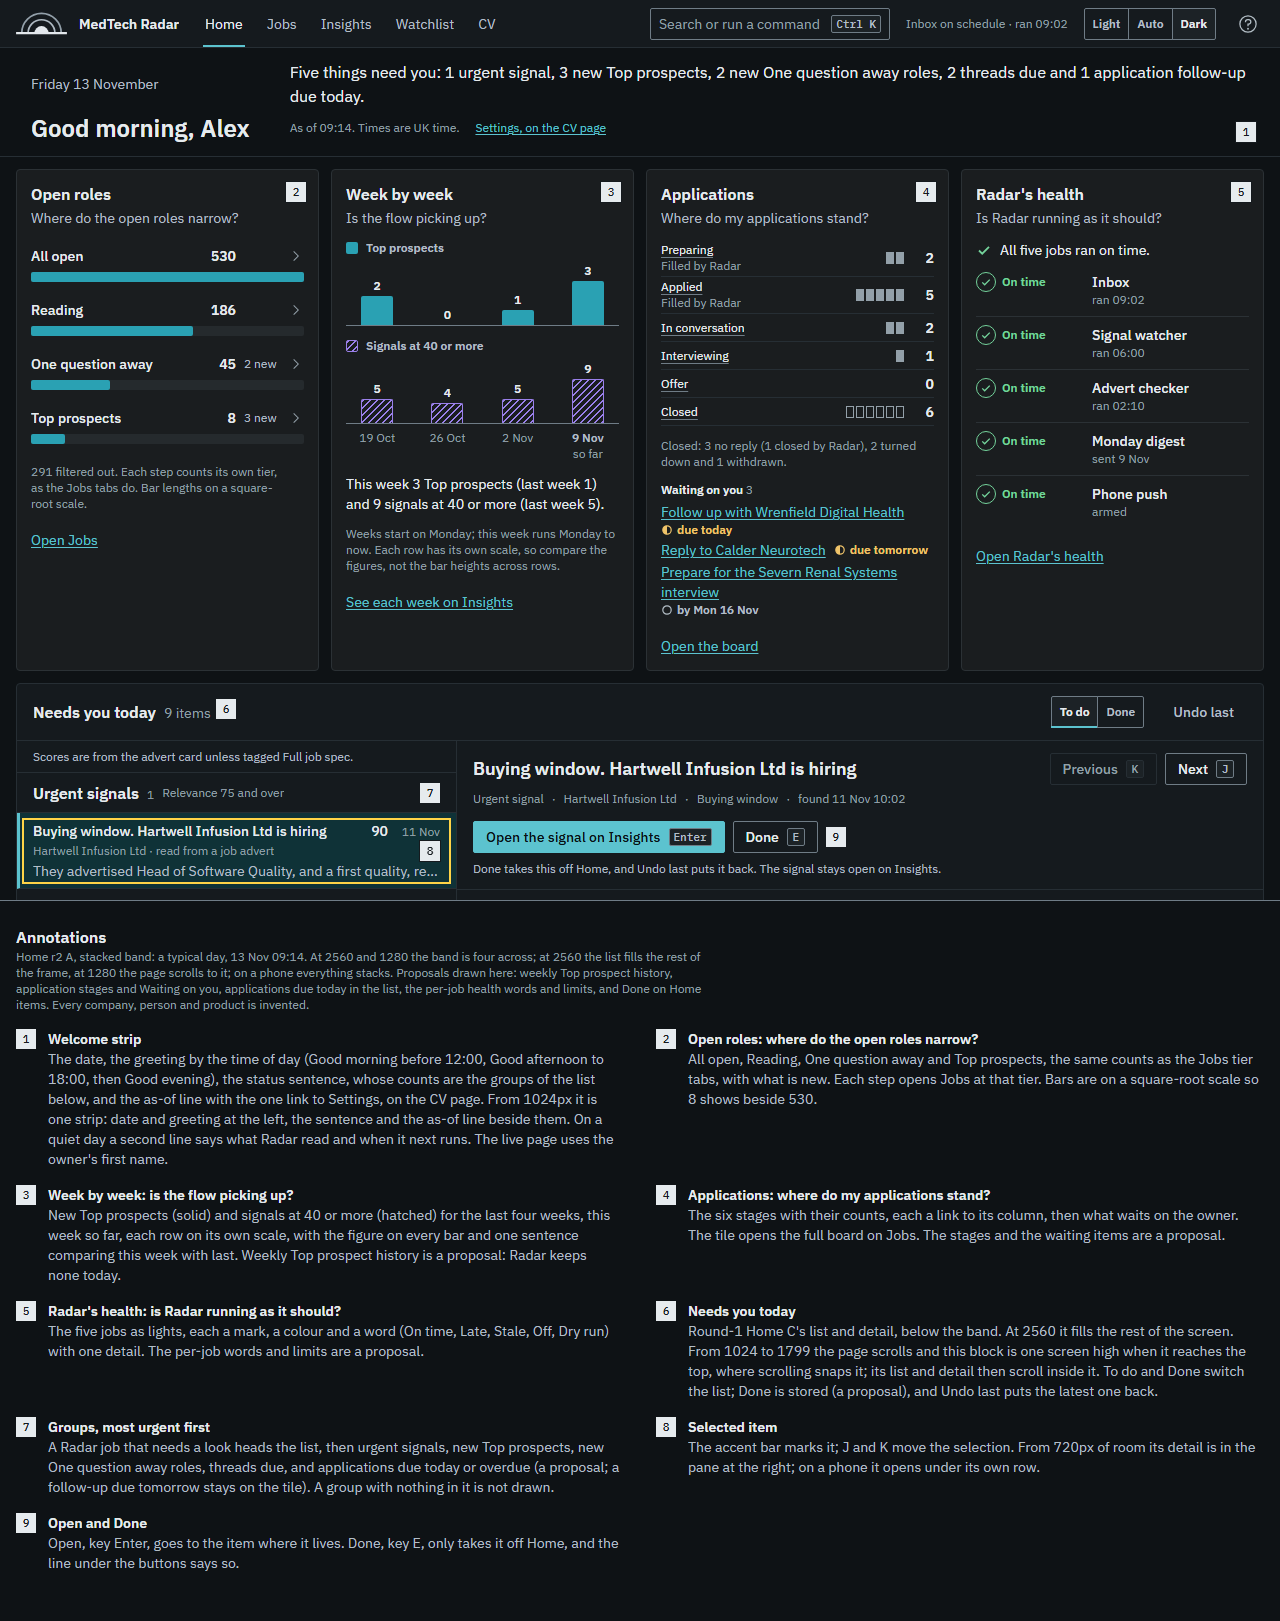 MedTech Radar
Home
Jobs
Insights
Watchlist
CV
Search or run a command Ctrl K
Inbox on schedule · ran 09:02
Light
Auto
Dark
Friday 13 November
Good morning, Alex
Five things need you: 1 urgent signal, 3 new Top prospects, 2 new One question away roles, 2 threads due and 1 application follow-up
due today.
As of 09:14. Times are UK time. Settings, on the CV page
1
Open roles
2
Where do the open roles narrow?
All open 530
Reading 186
One question away 45 2 new
Top prospects 8 3 new
291 filtered out. Each step counts its own tier,
as the Jobs tabs do. Bar lengths on a square-
root scale.
Open Jobs
Week by week
3
Is the flow picking up?
Top prospects
2
0
1
3
Signals at 40 or more
5
4
5
9
19 Oct
26 Oct
2 Nov
9 Nov
so far
This week 3 Top prospects (last week 1)
and 9 signals at 40 or more (last week 5).
Weeks start on Monday; this week runs Monday to
now. Each row has its own scale, so compare the
figures, not the bar heights across rows.
See each week on Insights
Applications
4
Where do my applications stand?
Preparing
Filled by Radar
2
Applied
Filled by Radar
5
In conversation 2
Interviewing 1
Offer 0
Closed 6
Closed: 3 no reply (1 closed by Radar), 2 turned
down and 1 withdrawn.
Waiting on you 3
Follow up with Wrenfield Digital Health
due today
Reply to Calder Neurotech due tomorrow
Prepare for the Severn Renal Systems
interview
by Mon 16 Nov
Open the board
Radar's health
5
Is Radar running as it should?
All five jobs ran on time.
On time Inbox
ran 09:02
On time Signal watcher
ran 06:00
On time Advert checker
ran 02:10
On time Monday digest
sent 9 Nov
On time Phone push
armed
Open Radar's health
Needs you today 9 items 6
To do
Done
Undo last
Scores are from the advert card unless tagged Full job spec.
Urgent signals 1 Relevance 75 and over
7
Buying window. Hartwell Infusion Ltd is hiring 90 11 Nov
Hartwell Infusion Ltd · read from a job advert
8
They advertised Head of Software Quality, and a first quality, re...
Buying window. Hartwell Infusion Ltd is hiring
Previous K
Next J
Urgent signal · Hartwell Infusion Ltd · Buying window · found 11 Nov 10:02
Open the signal on Insights Enter
Done E
9
Done takes this off Home, and Undo last puts it back. The signal stays open on Insights.
Annotations
Home r2 A, stacked band: a typical day, 13 Nov 09:14. At 2560 and 1280 the band is four across; at 2560 the list fills the rest of
the frame, at 1280 the page scrolls to it; on a phone everything stacks. Proposals drawn here: weekly Top prospect history,
application stages and Waiting on you, applications due today in the list, the per-job health words and limits, and Done on Home
items. Every company, person and product is invented.
1 Welcome strip
The date, the greeting by the time of day (Good morning before 12:00, Good afternoon to
18:00, then Good evening), the status sentence, whose counts are the groups of the list
below, and the as-of line with the one link to Settings, on the CV page. From 1024px it is
one strip: date and greeting at the left, the sentence and the as-of line beside them. On a
quiet day a second line says what Radar read and when it next runs. The live page uses the
owner's first name.
2 Open roles: where do the open roles narrow?
All open, Reading, One question away and Top prospects, the same counts as the Jobs tier
tabs, with what is new. Each step opens Jobs at that tier. Bars are on a square-root scale so
8 shows beside 530.
3 Week by week: is the flow picking up?
New Top prospects (solid) and signals at 40 or more (hatched) for the last four weeks, this
week so far, each row on its own scale, with the figure on every bar and one sentence
comparing this week with last. Weekly Top prospect history is a proposal: Radar keeps
none today.
4 Applications: where do my applications stand?
The six stages with their counts, each a link to its column, then what waits on the owner.
The tile opens the full board on Jobs. The stages and the waiting items are a proposal.
5 Radar's health: is Radar running as it should?
The five jobs as lights, each a mark, a colour and a word (On time, Late, Stale, Off, Dry run)
with one detail. The per-job words and limits are a proposal.
6 Needs you today
Round-1 Home C's list and detail, below the band. At 2560 it fills the rest of the screen.
From 1024 to 1799 the page scrolls and this block is one screen high when it reaches the
top, where scrolling snaps it; its lists and detail then scroll inside it. To do and Done switch
the list; Done is stored (a proposal), and Undo last puts the latest one back.
7 Groups, most urgent first
A Radar job that needs a look heads the list, then urgent signals, new Top prospects, new
One question away roles, threads due, and applications due today or overdue (a proposal; a
follow-up due tomorrow stays on the tile). A group with nothing in it is not drawn.
8 Selected item
The accent bar marks it; J and K move the selection. From 720px of room its detail is in the
pane at the right; on a phone it opens under its own row.
9 Open and Done
Open, key Enter, goes to the item where it lives. Done, key E, only takes it off Home, and the
line under the buttons says so.